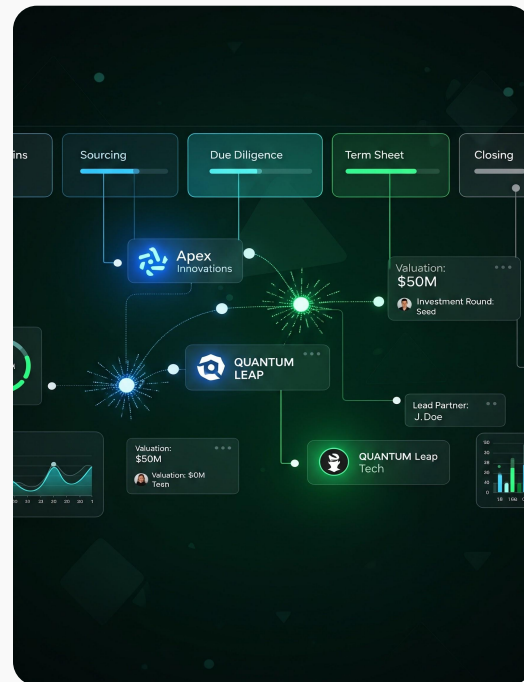 ins
Sourcing
Due Diligence
Term Sheet
Closing
Apex
Innovations
Valuation:
$50M
Investment Round:
Seed
QUANTUM
LEAP
Lead Partner:
J. Doe
Valuation:
$50M
Valuation: $0M
Tean
QUANTUM Leap
Tech